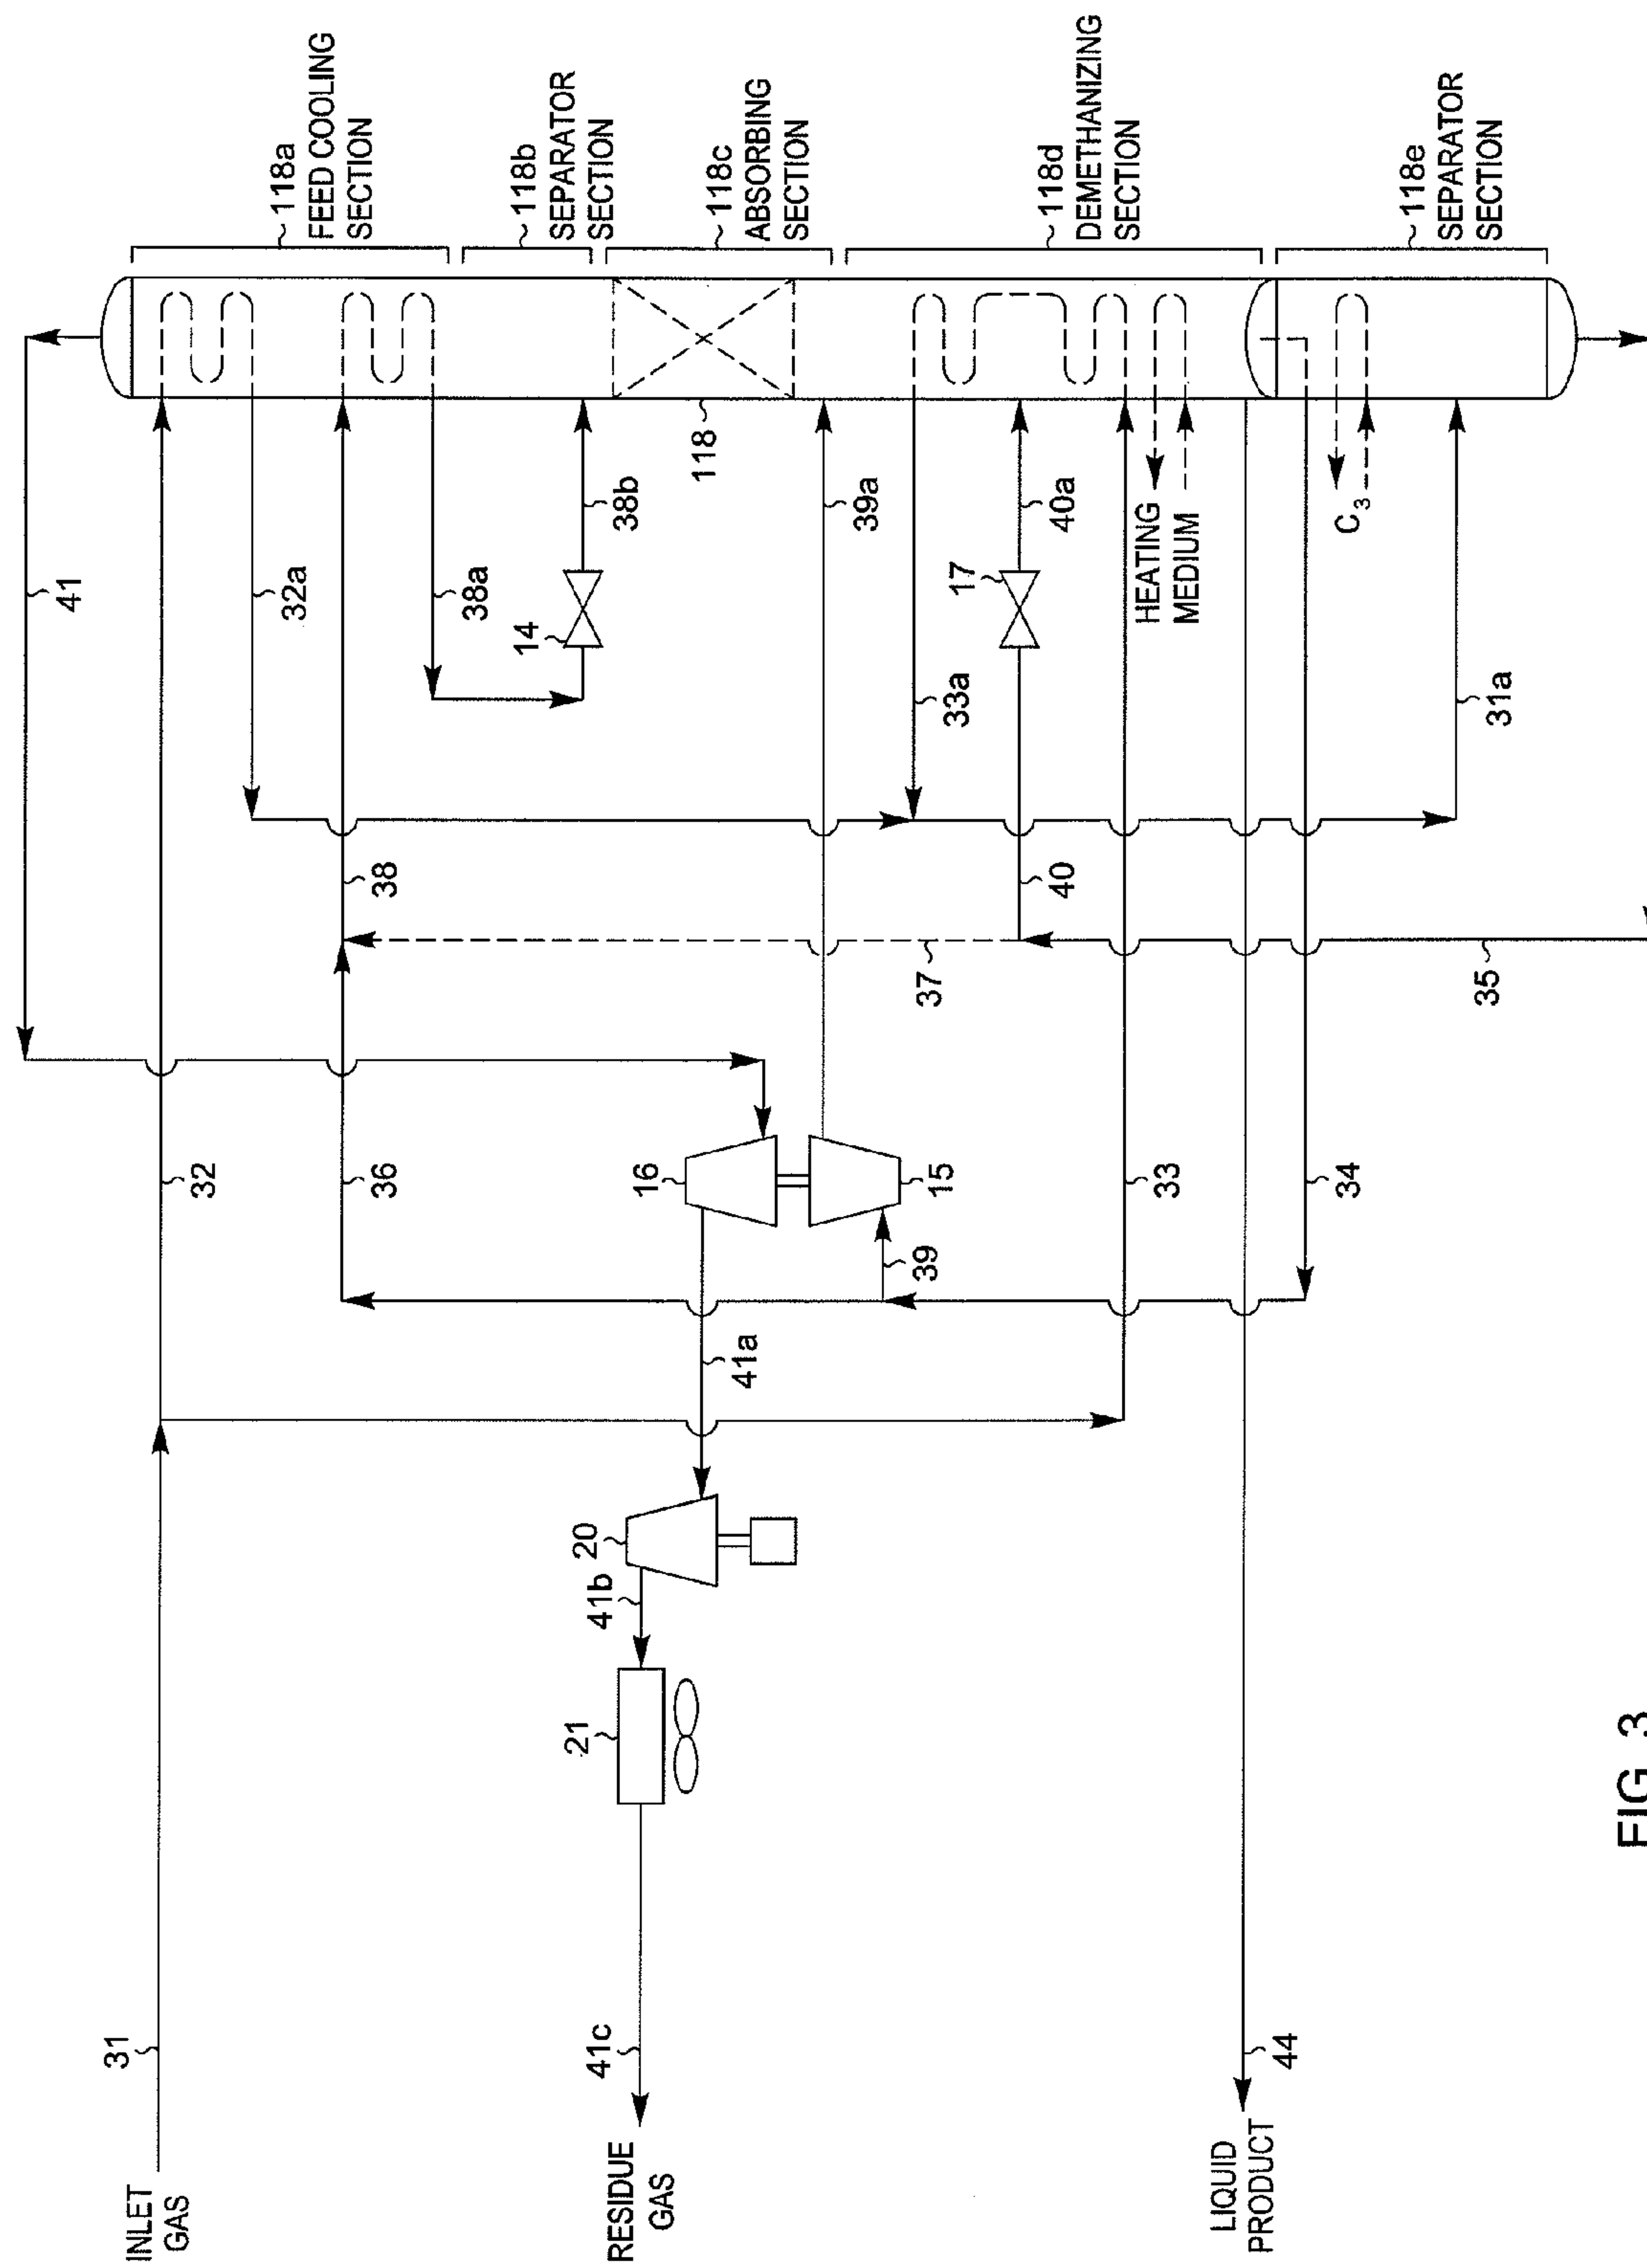 118a
FEED COOLING
SECTION
118b
SEPARATOR
SECTION
118c
ABSORBING
SECTION
118d
DEMETHANIZING
SECTION
118e
SEPARATOR
SECTION
118
41
32a
38a
14
38b
39a
33a
17
40a
HEATING
MEDIUM
C3
31a
38
40
37
35
32
36
16
15
39
33
34
41a
20
41b
21
31
41c
44
INLET
GAS
RESIDUE
GAS
LIQUID
PRODUCT
FIG. 3